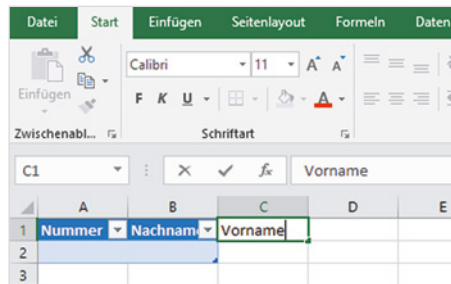 Datei Start Einfügen Seitenlayout Formeln Daten
Calibri 11 A A
Einfügen
F K U A
Zwischenabl... Schriftart
C1 fx Vorname
A B C D E
1 Nummer Nachnam Vorname
2
3